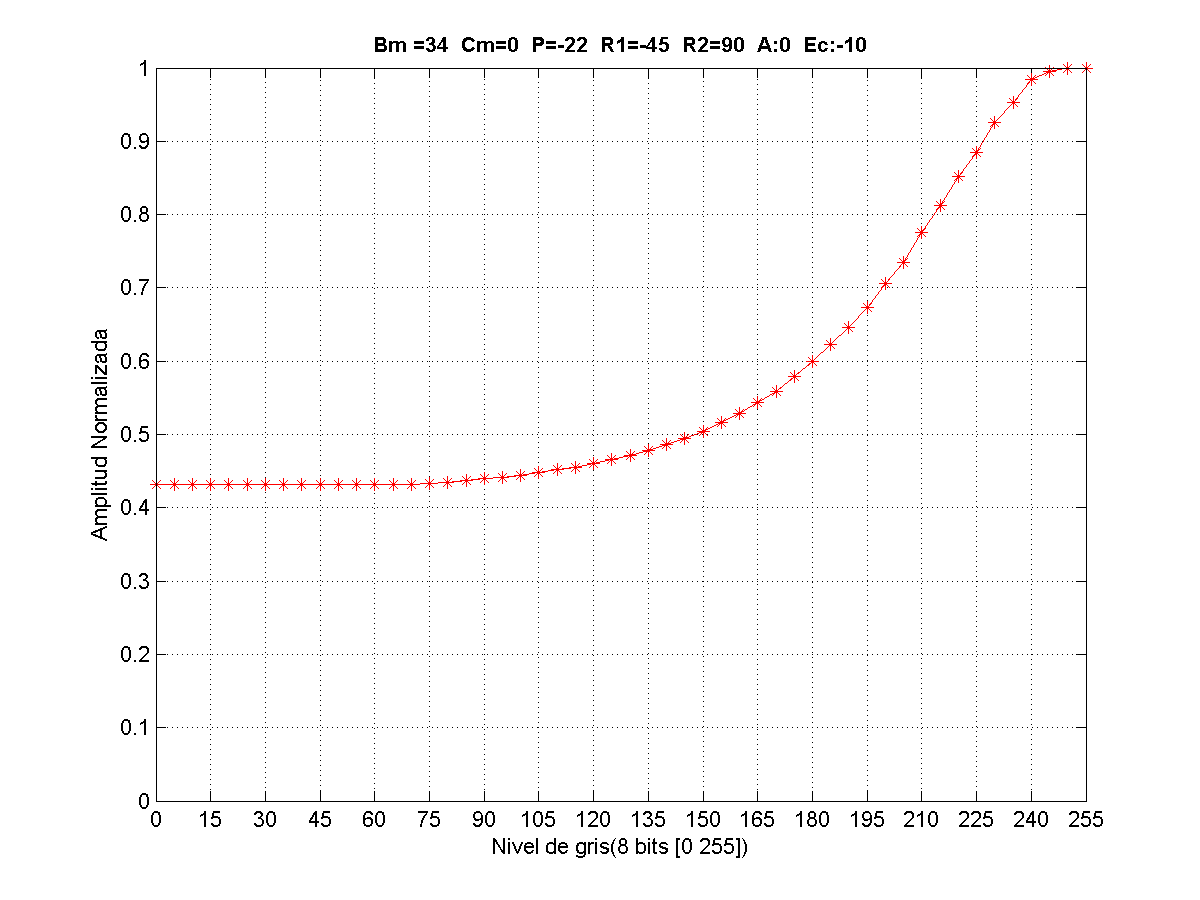 Bm =34  Cm=0  P=-22  R1=-45  R2=90  A:0  Ec:-10
1
0.9
0.8
0.7
0.6
0.5
0.4
0.3
0.2
0.1
0
Amplitud Normalizada
0 15 30 45 60 75 90 105 120 135 150 165 180 195 210 225 240 255
Nivel de gris(8 bits [0 255])